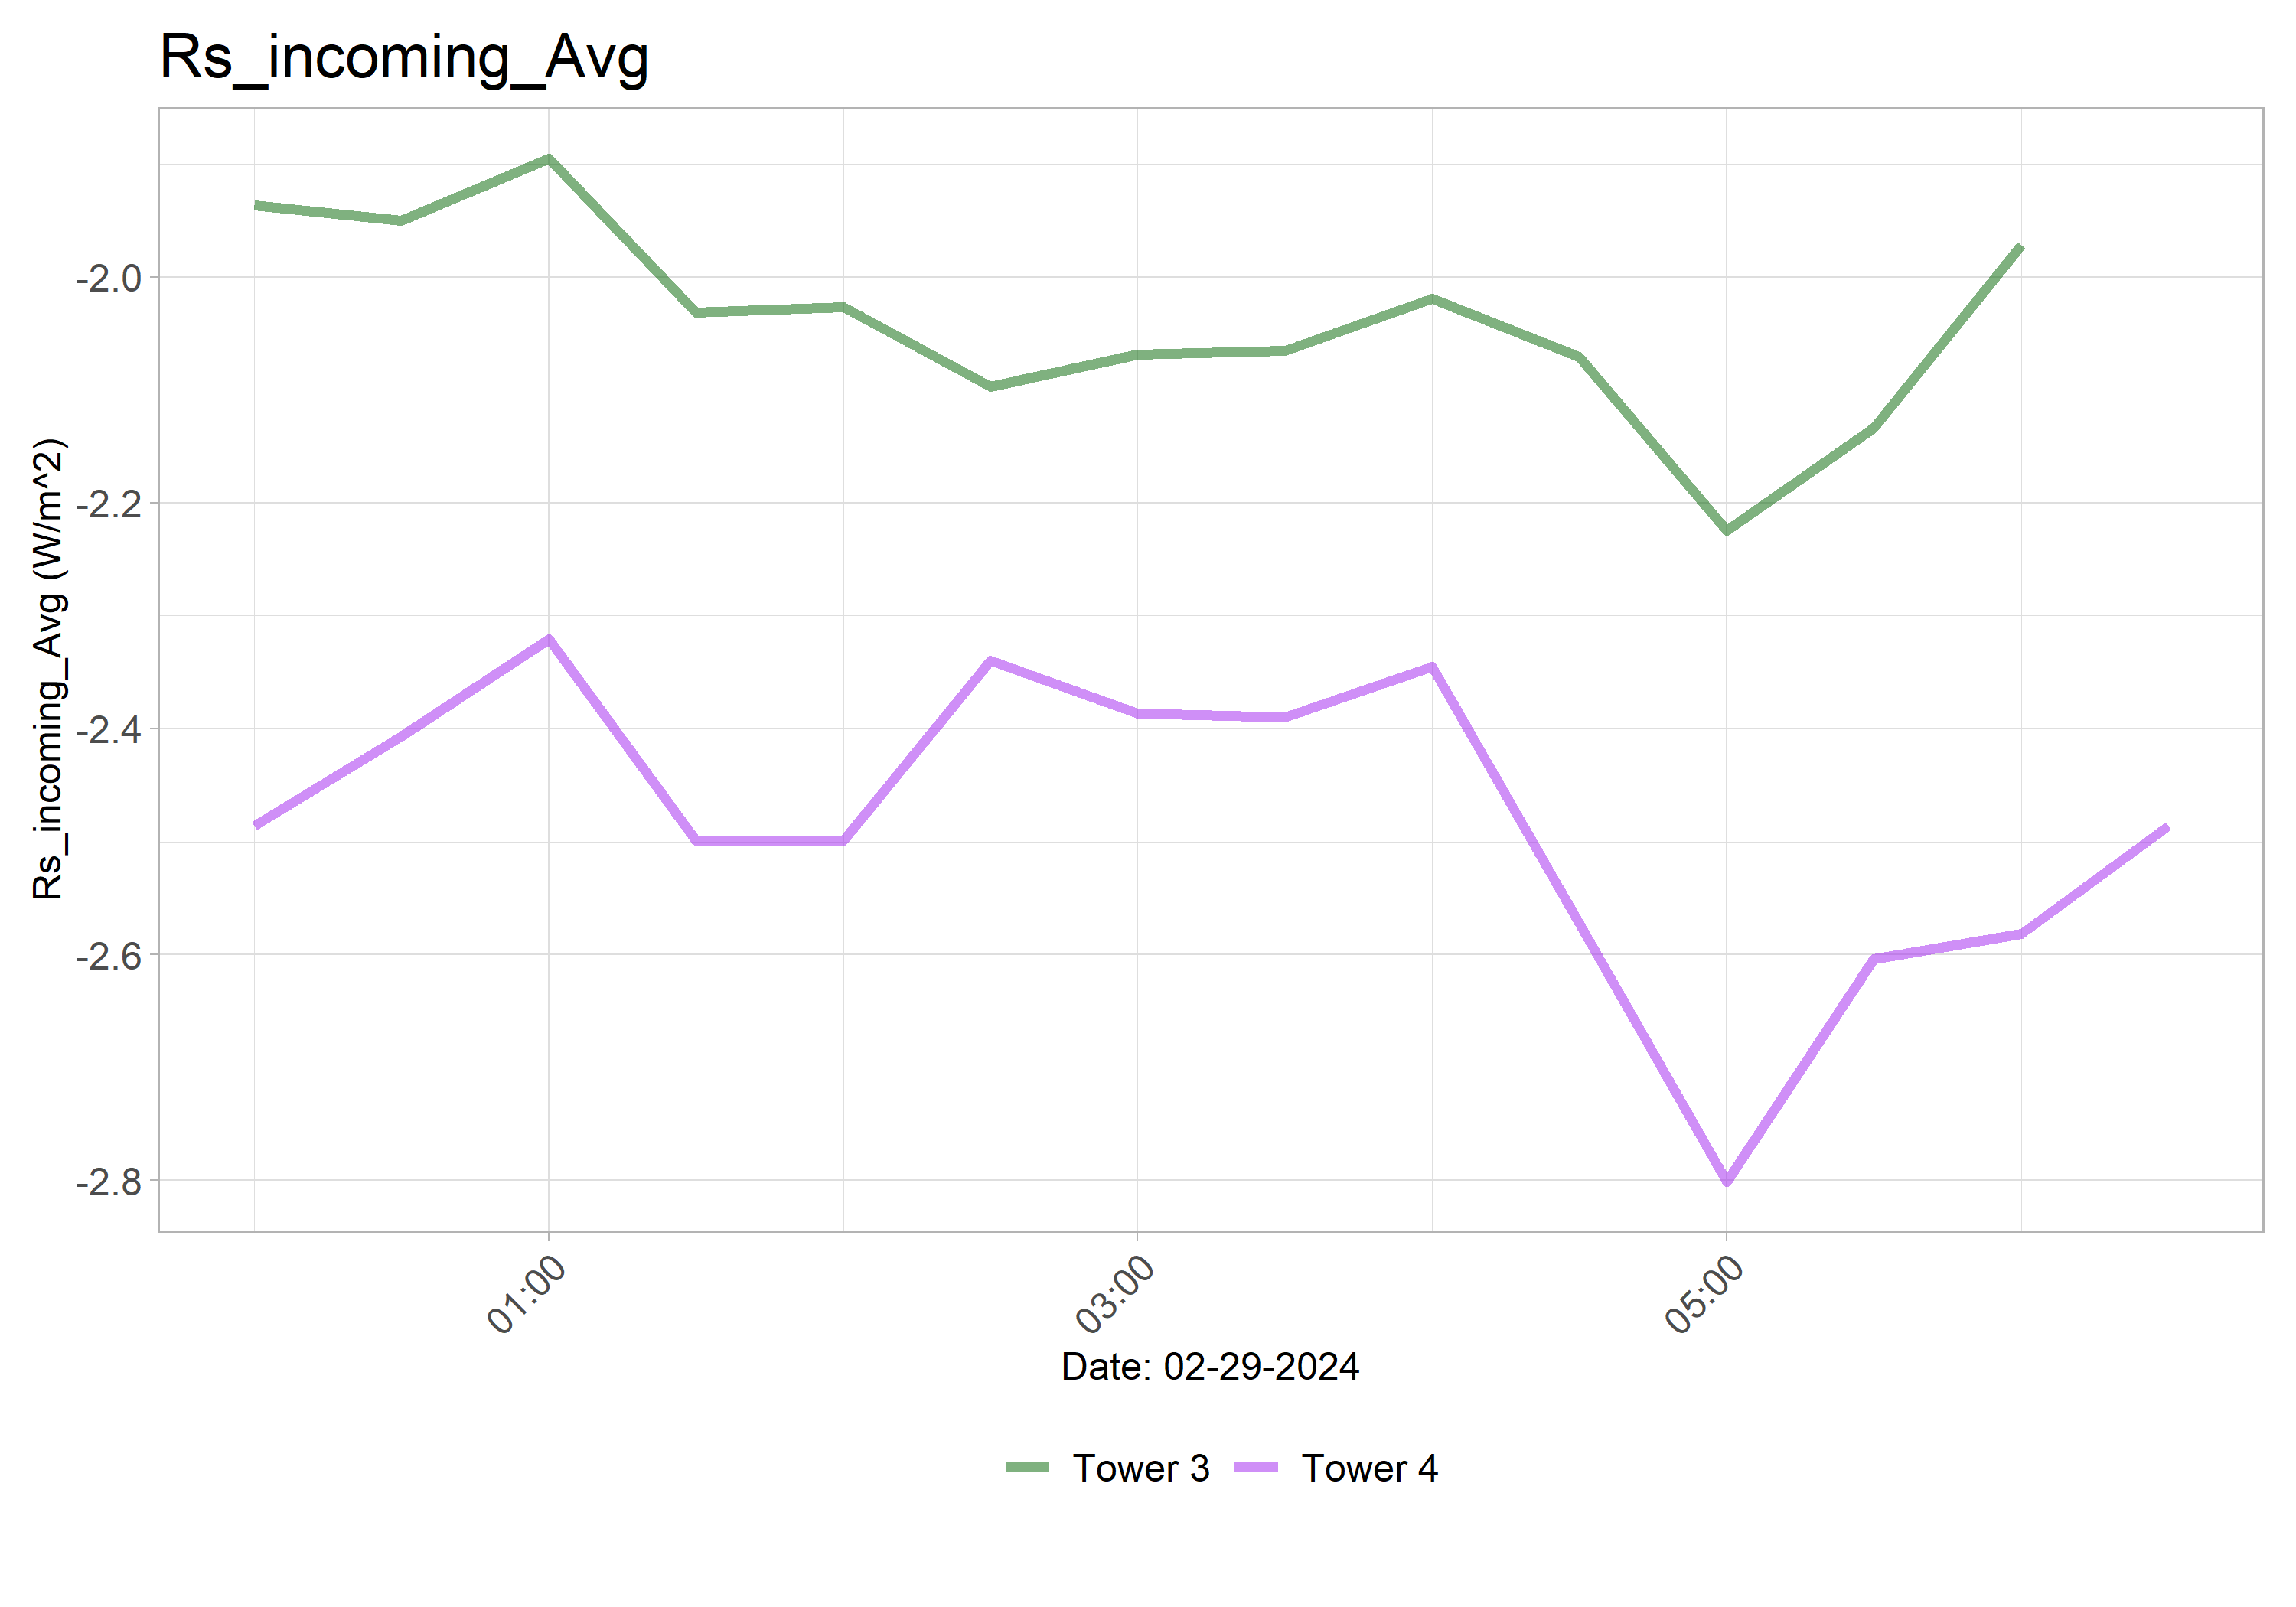 Rs_incoming_Avg
Rs_incoming_Avg (W/m^2)
-2.0
-2.2
-2.4
-2.6
-2.8
01:00
03:00
05:00
Date: 02-29-2024
Tower 3
Tower 4